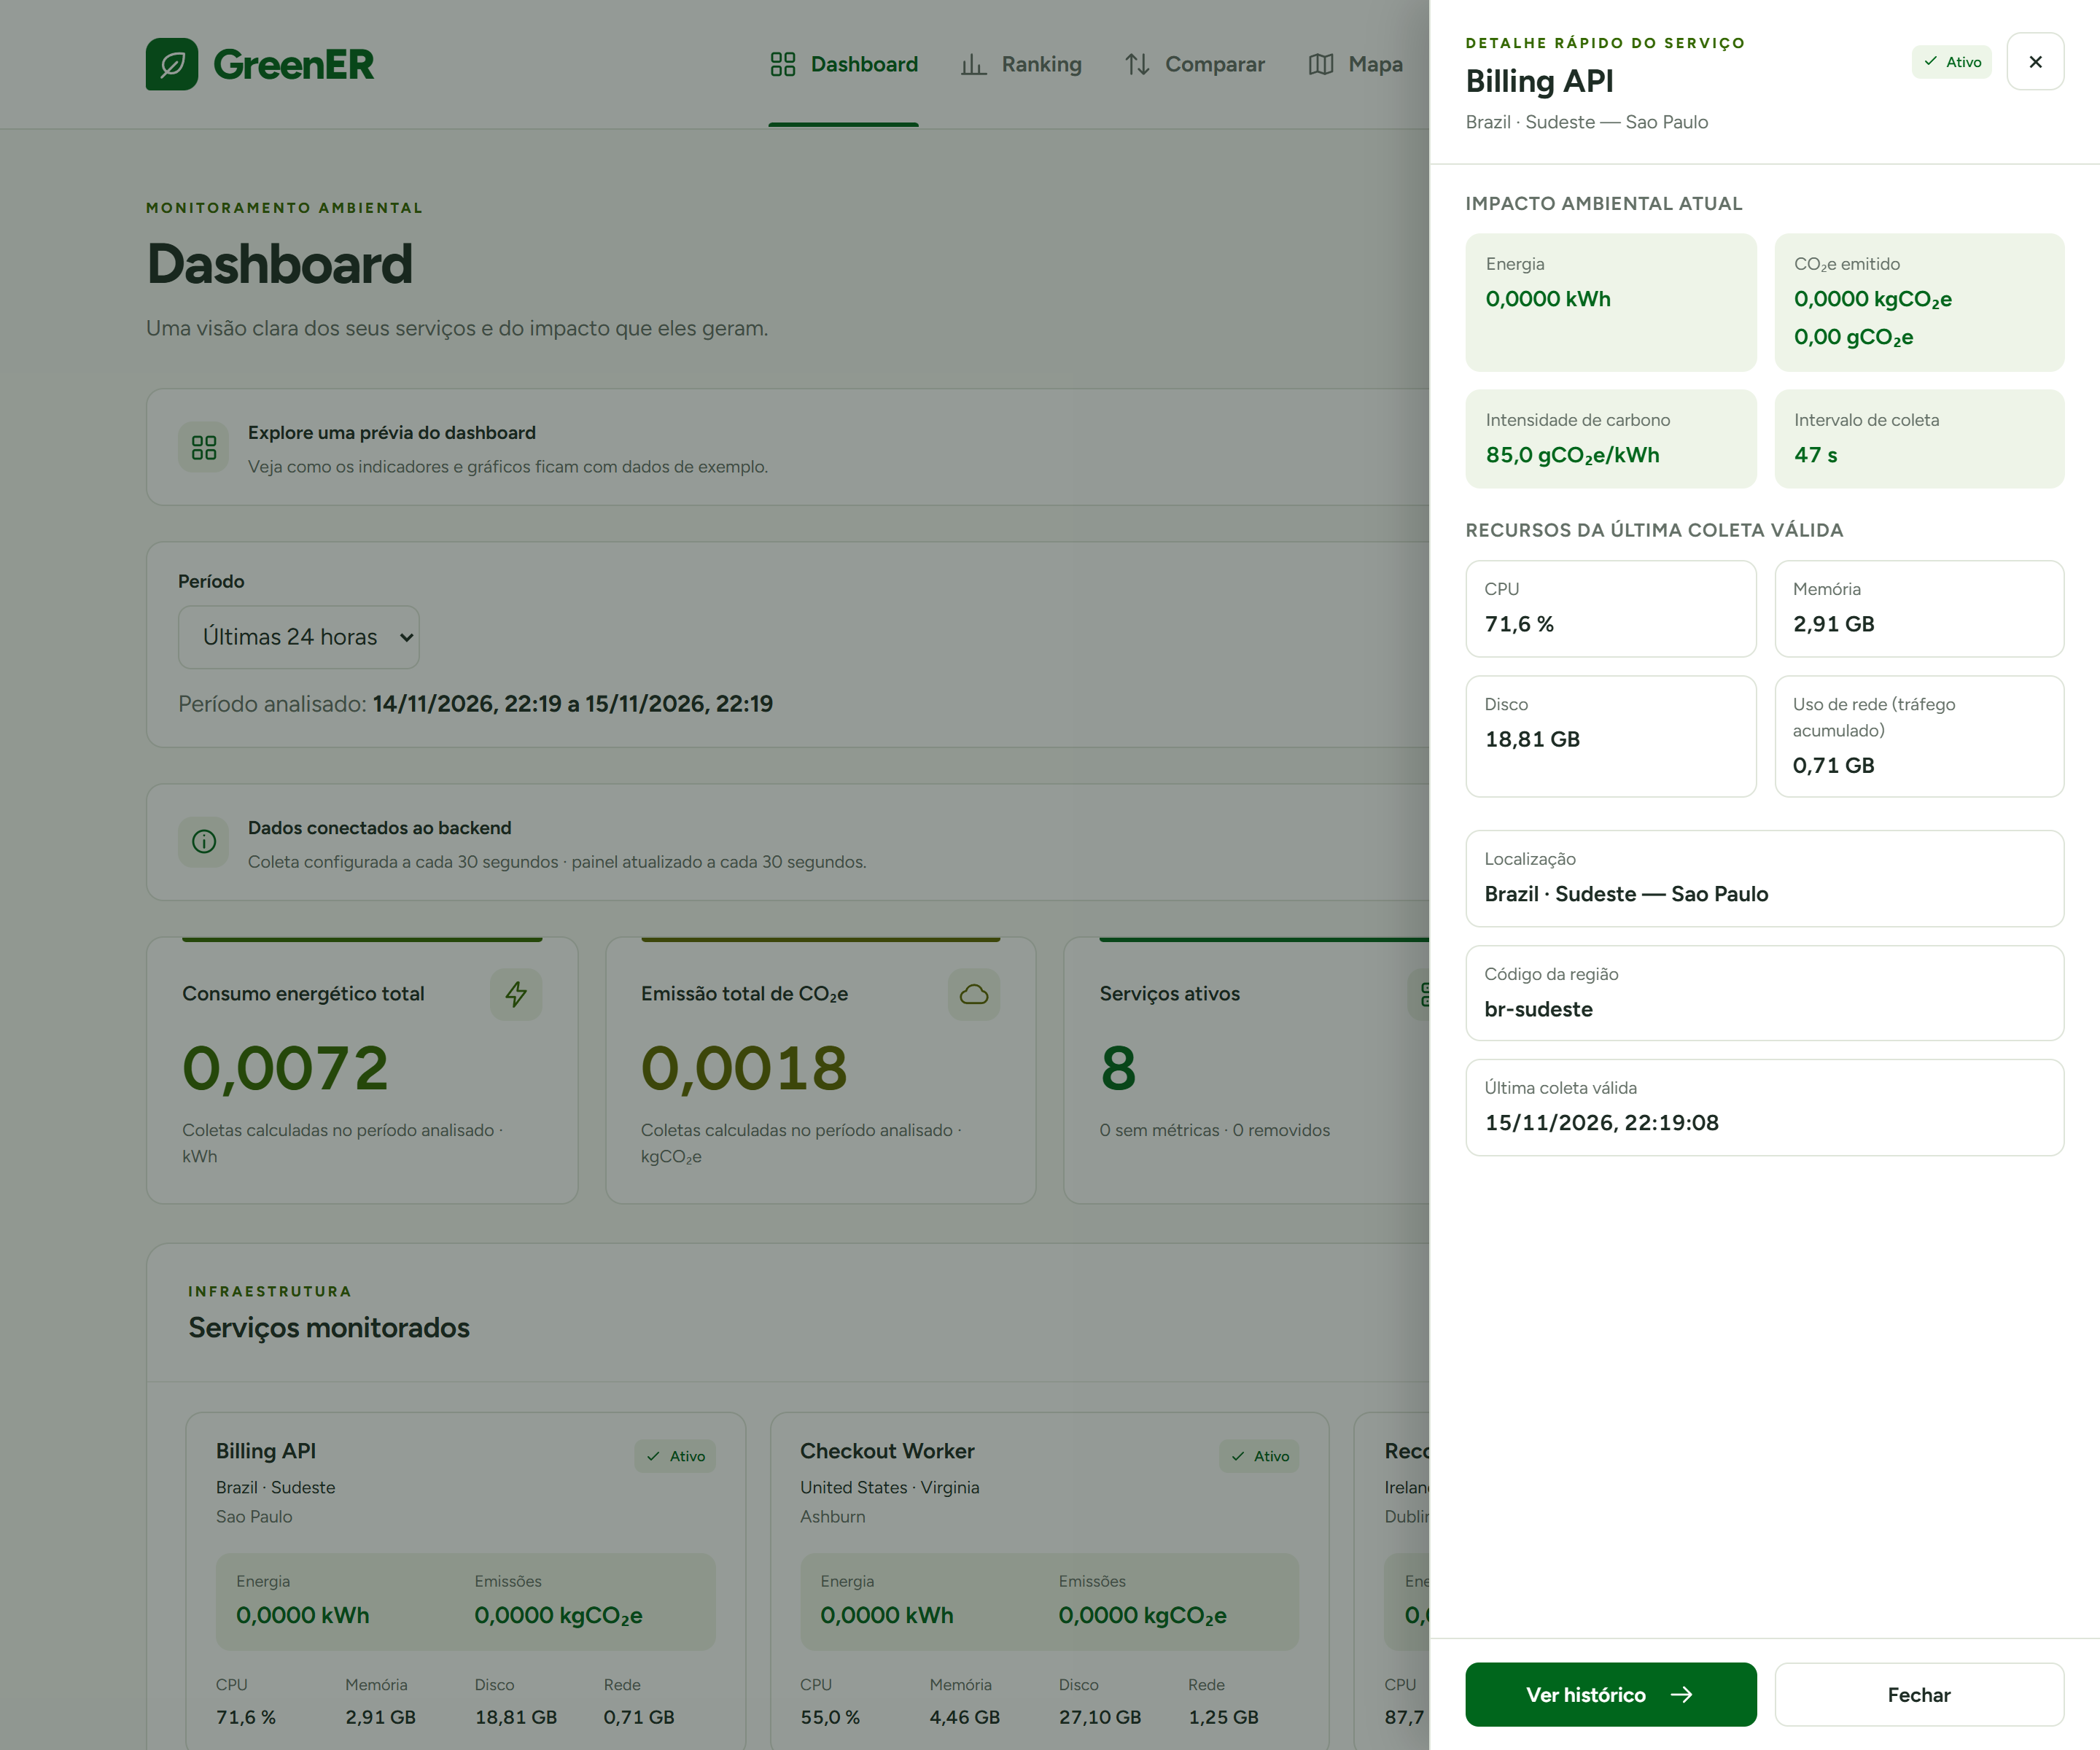 GreenER
Dashboard
Ranking
Comparar
Mapa
MONITORAMENTO AMBIENTAL
Dashboard
Uma visão clara dos seus serviços e do impacto que eles geram.
Explore uma prévia do dashboard
Veja como os indicadores e gráficos ficam com dados de exemplo.
Período
Últimas 24 horas
Período analisado: 14/11/2026, 22:19 a 15/11/2026, 22:19
Dados conectados ao backend
Coleta configurada a cada 30 segundos · painel atualizado a cada 30 segundos.
Consumo energético total
0,0072
Coletas calculadas no período analisado ·
kWh
Emissão total de CO₂e
0,0018
Coletas calculadas no período analisado ·
kgCO₂e
Serviços ativos
8
0 sem métricas · 0 removidos
INFRAESTRUTURA
Serviços monitorados
Billing API
Ativo
Brazil · Sudeste
Sao Paulo
Energia
0,0000 kWh
Emissões
0,0000 kgCO₂e
CPU
71,6 %
Memória
2,91 GB
Disco
18,81 GB
Rede
0,71 GB
Checkout Worker
Ativo
United States · Virginia
Ashburn
Energia
0,0000 kWh
Emissões
0,0000 kgCO₂e
CPU
55,0 %
Memória
4,46 GB
Disco
27,10 GB
Rede
1,25 GB
CPU
87,7
DETALHE RÁPIDO DO SERVIÇO
Billing API
Brazil · Sudeste — Sao Paulo
Ativo
IMPACTO AMBIENTAL ATUAL
Energia
0,0000 kWh
CO₂e emitido
0,0000 kgCO₂e
0,00 gCO₂e
Intensidade de carbono
85,0 gCO₂e/kWh
Intervalo de coleta
47 s
RECURSOS DA ÚLTIMA COLETA VÁLIDA
CPU
71,6 %
Memória
2,91 GB
Disco
18,81 GB
Uso de rede (tráfego
acumulado)
0,71 GB
Localização
Brazil · Sudeste — Sao Paulo
Código da região
br-sudeste
Última coleta válida
15/11/2026, 22:19:08
Ver histórico
Fechar